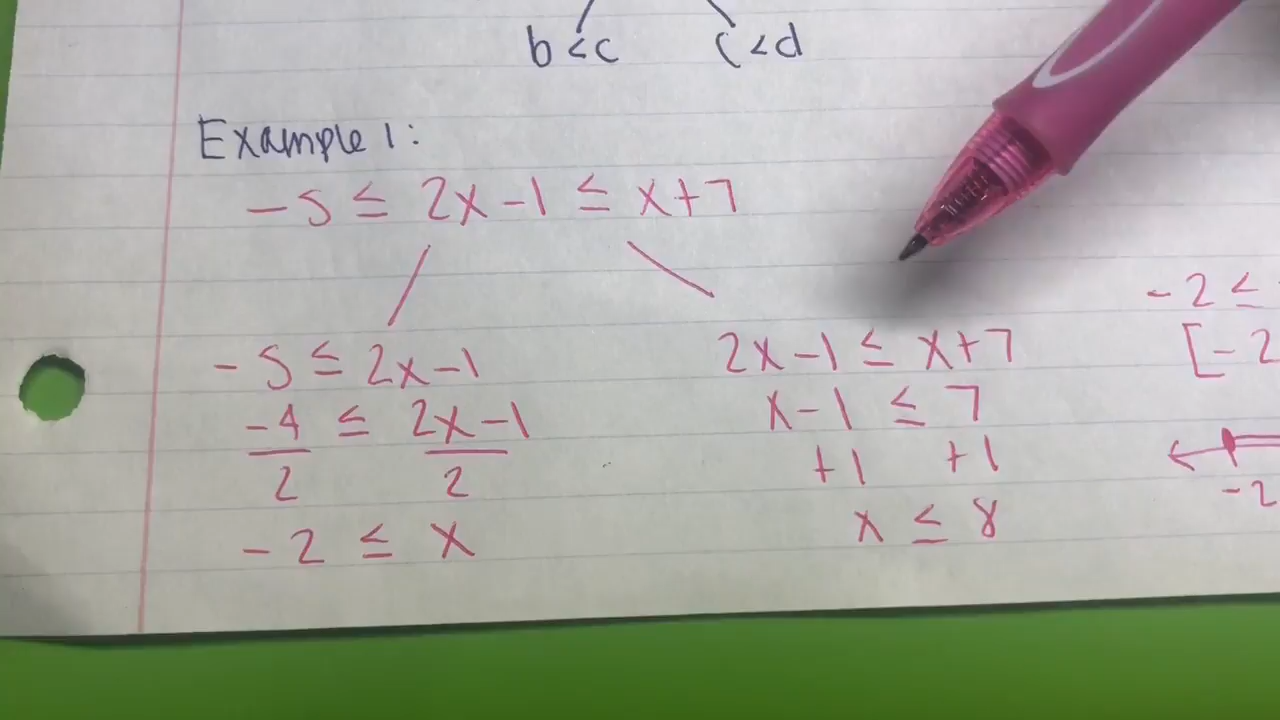 b < c   c < d
Example 1:
-5 ≤ 2x-1 ≤ x+7
-5 ≤ 2x-1   2x-1 ≤ x+7
-4 ≤ 2x-1   x-1 ≤ 7
2   2   +1   +1
-2 ≤ x   x ≤ 8
-2 ≤
[-2
-2